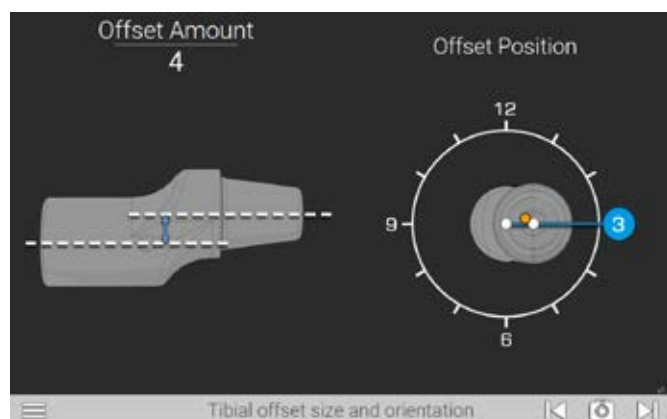 Offset Amount
4
Offset Position
12
9
3
6
Tibial offset size and orientation